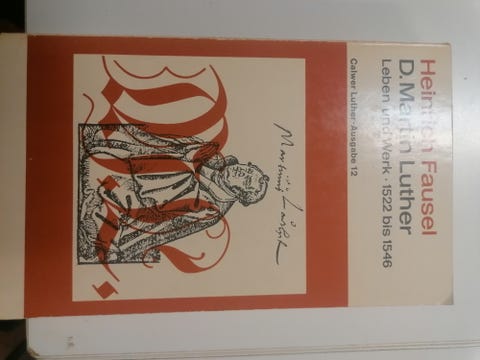 Heinrich Fausel
D. Martin Luther
Leben und Werk · 1522 bis 1546
Calwer Luther-Ausgabe 12